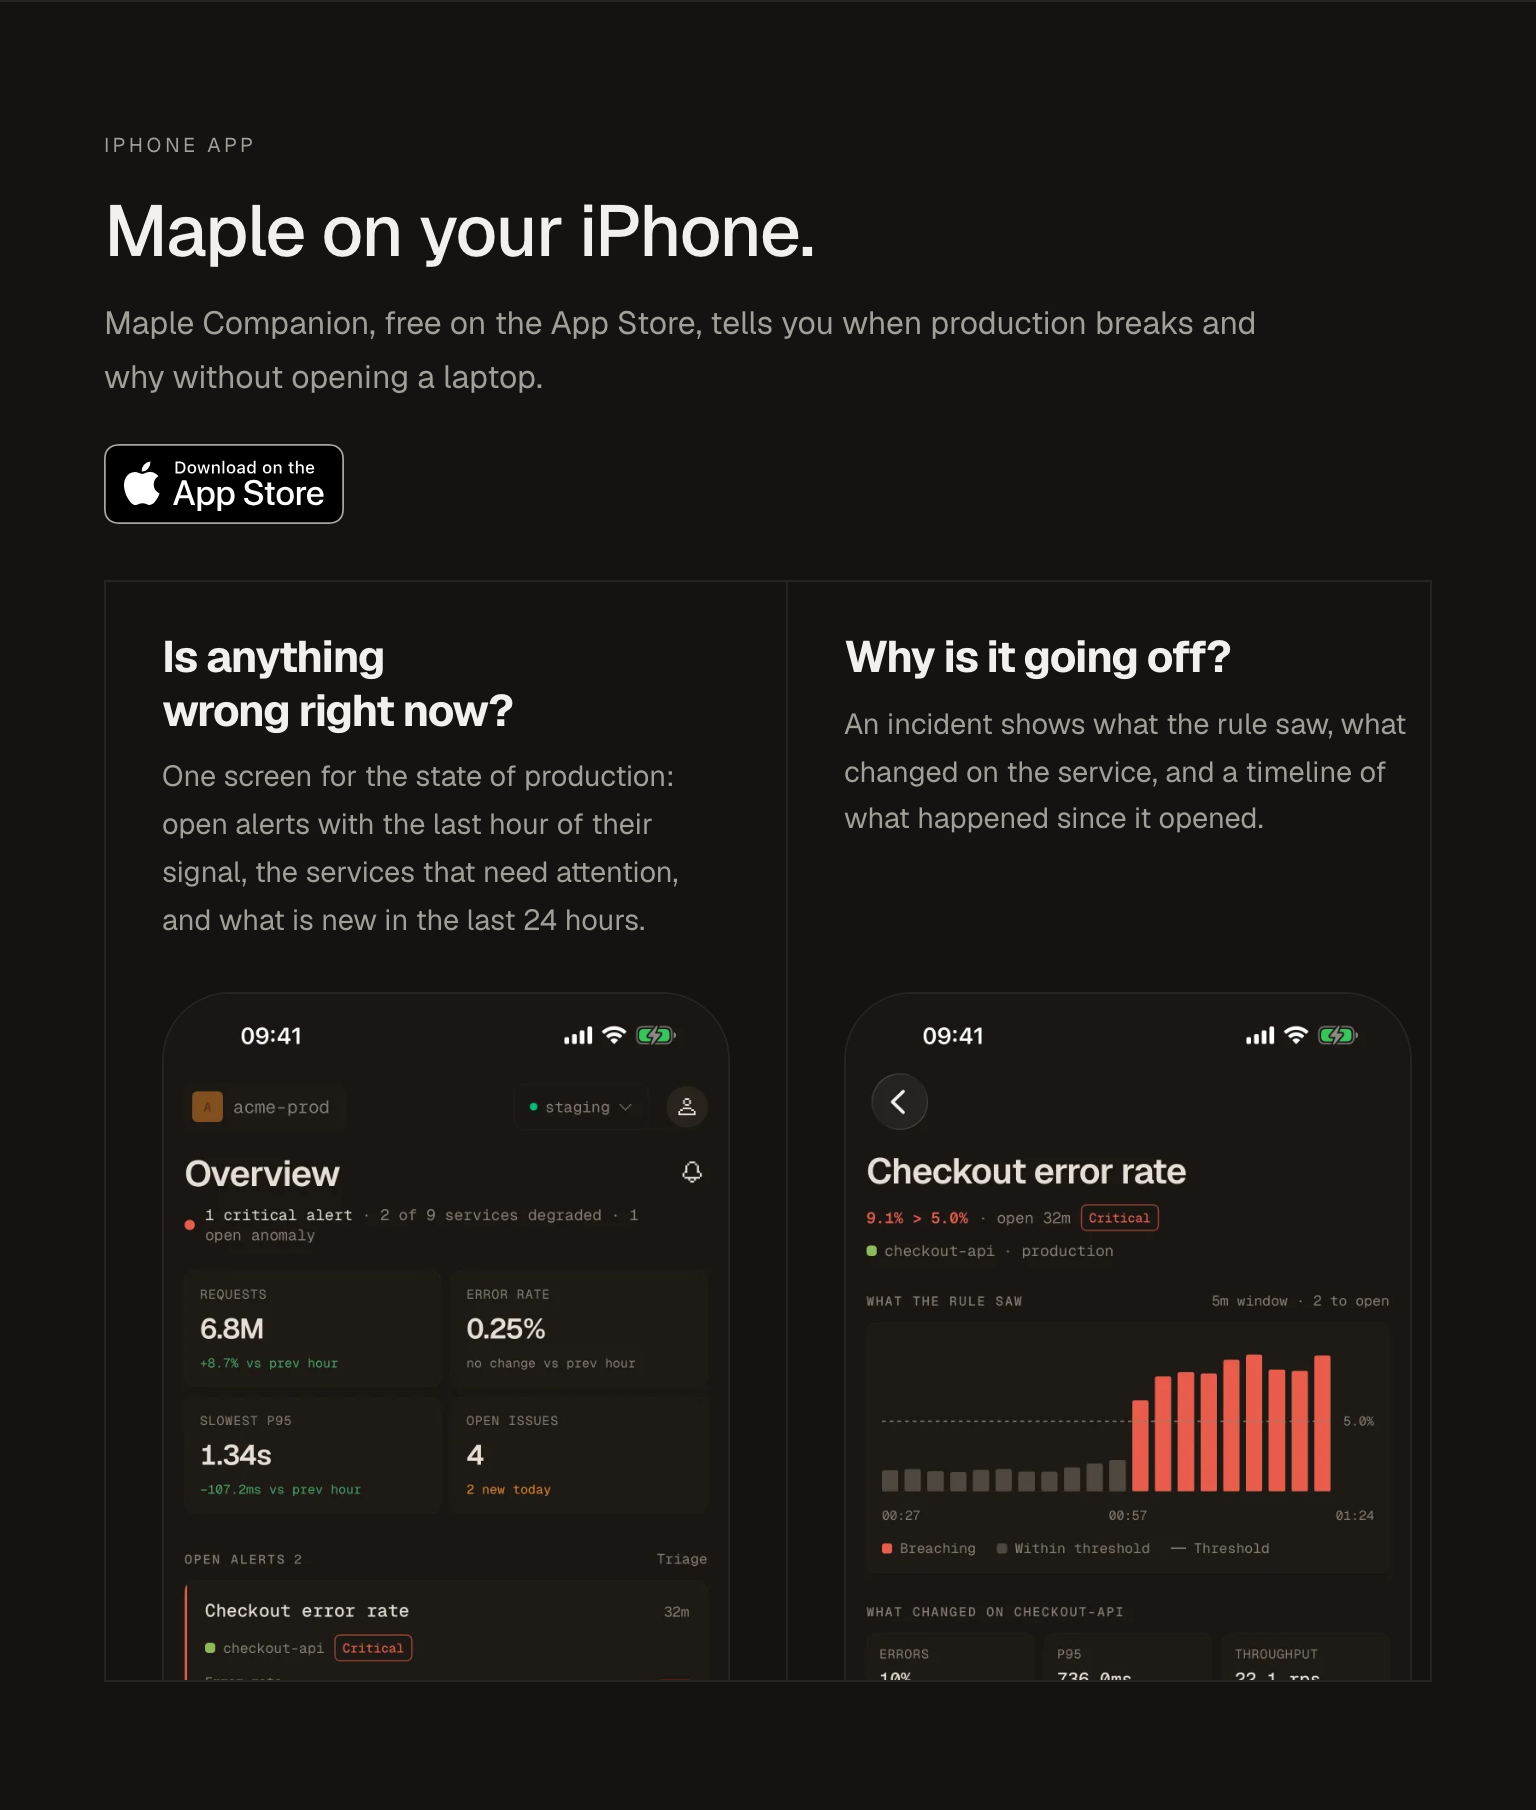 IPHONE APP
Maple on your iPhone.
Maple Companion, free on the App Store, tells you when production breaks and
why without opening a laptop.
Download on the
App Store
Is anything
wrong right now?
One screen for the state of production:
open alerts with the last hour of their
signal, the services that need attention,
and what is new in the last 24 hours.
09:41
A acme-prod
staging
Overview
1 critical alert · 2 of 9 services degraded · 1
open anomaly
REQUESTS
6.8M
+8.7% vs prev hour
ERROR RATE
0.25%
no change vs prev hour
SLOWEST P95
1.34s
-107.2ms vs prev hour
OPEN ISSUES
4
2 new today
OPEN ALERTS 2
Triage
Checkout error rate
32m
checkout-api Critical
Why is it going off?
An incident shows what the rule saw, what
changed on the service, and a timeline of
what happened since it opened.
09:41
Checkout error rate
9.1% > 5.0% · open 32m Critical
checkout-api · production
WHAT THE RULE SAW
5m window · 2 to open
5.0%
00:27 00:57 01:24
Breaching Within threshold — Threshold
WHAT CHANGED ON CHECKOUT-API
ERRORS
10%
P95
736.0ms
THROUGHPUT
22.1 rps